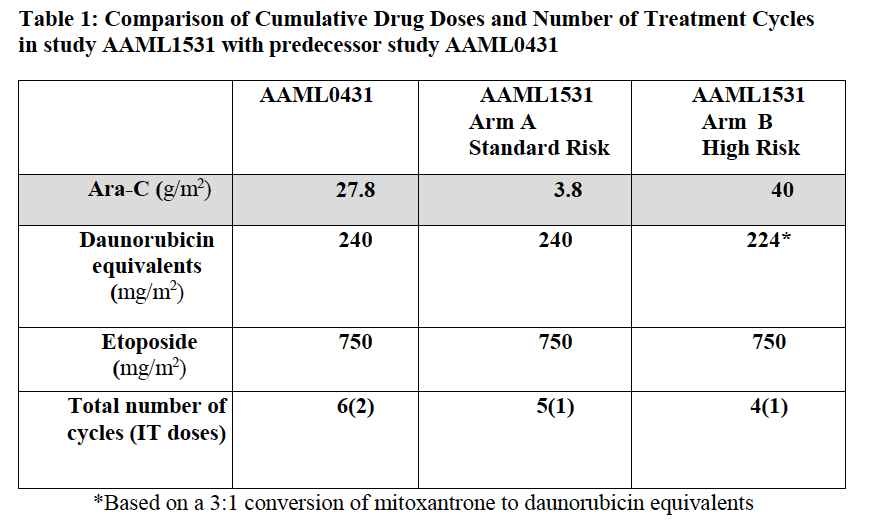 Table 1: Comparison of Cumulative Drug Doses and Number of Treatment Cycles
in study AAML1531 with predecessor study AAML0431
AAML0431 AAML1531 AAML1531
Arm A Arm B
Standard Risk High Risk
Ara-C (g/m²) 27.8 3.8 40
Daunorubicin 240 240 224*
equivalents
(mg/m²)
Etoposide 750 750 750
(mg/m²)
Total number of 6(2) 5(1) 4(1)
cycles (IT doses)
*Based on a 3:1 conversion of mitoxantrone to daunorubicin equivalents